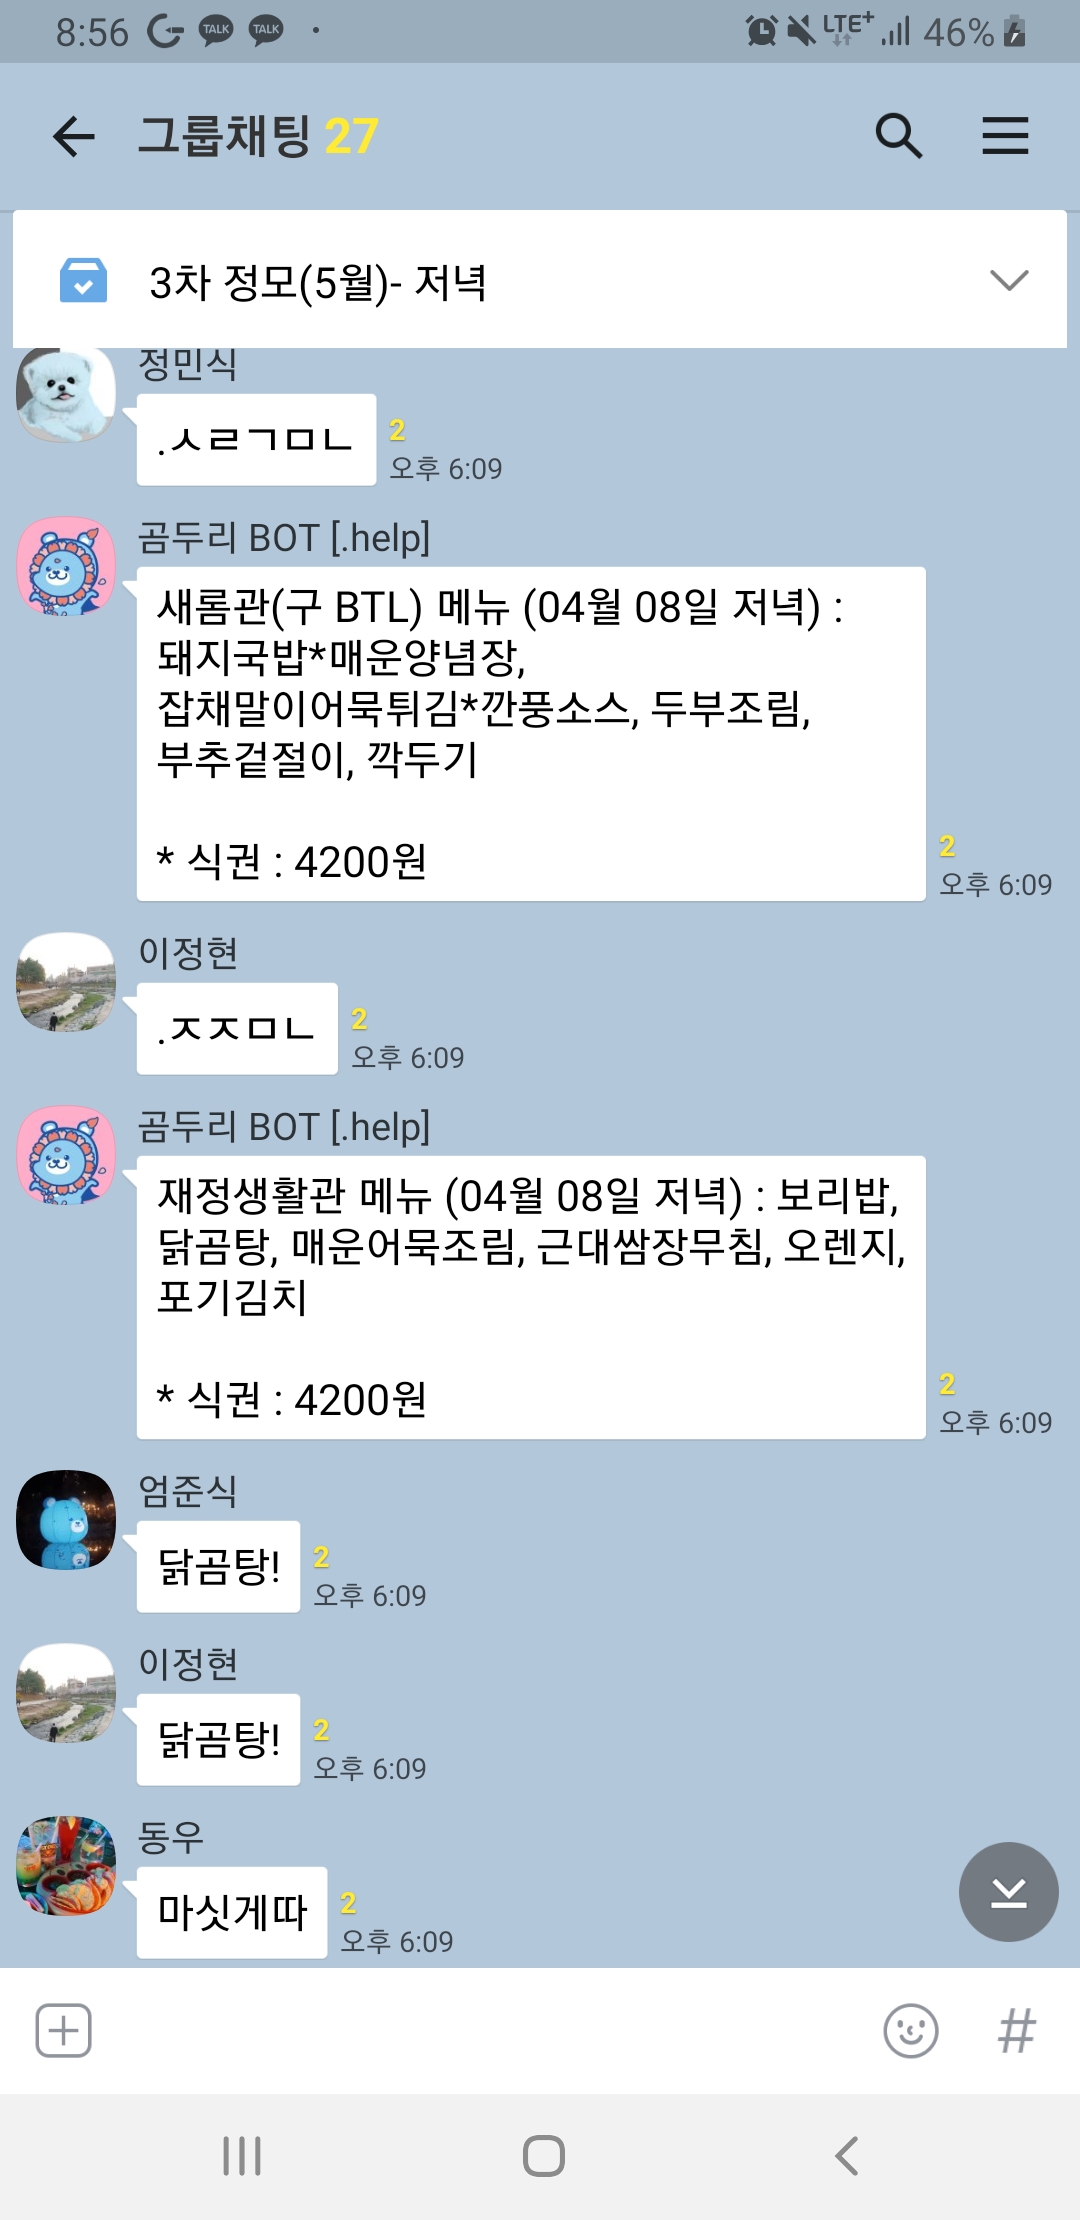 8:56 TALK TALK LTE+ 46%
그룹채팅 27
3차 정모(5월)- 저녁
정민식
.ㅅㄹㄱㅁㄴ
2
오후 6:09
곰두리 BOT [.help]
새롬관(구 BTL) 메뉴 (04월 08일 저녁) :
돼지국밥*매운양념장,
잡채말이어묵튀김*깐풍소스, 두부조림,
부추겉절이, 깍두기
* 식권 : 4200원
2
오후 6:09
이정현
.ㅈㅈㅁㄴ
2
오후 6:09
곰두리 BOT [.help]
재정생활관 메뉴 (04월 08일 저녁) : 보리밥,
닭곰탕, 매운어묵조림, 근대쌈장무침, 오렌지,
포기김치
* 식권 : 4200원
2
오후 6:09
엄준식
닭곰탕!
2
오후 6:09
이정현
닭곰탕!
2
오후 6:09
동우
마싯게따
2
오후 6:09
#